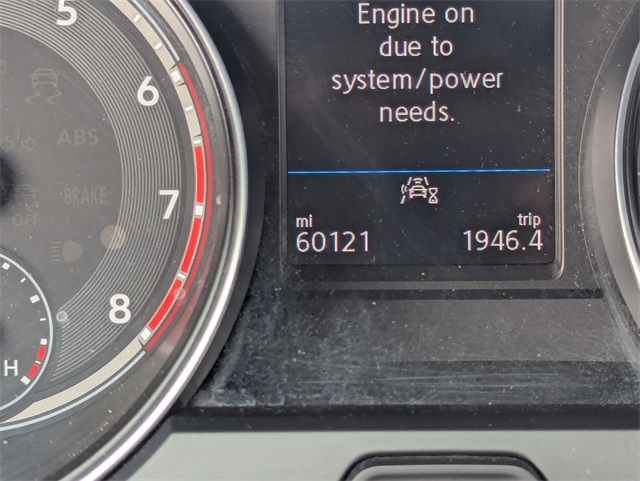 Engine on
due to
system/power
needs.
mi
60121
trip
1946.4
5
6
7
8
H
ABS
BRAKE
OFF